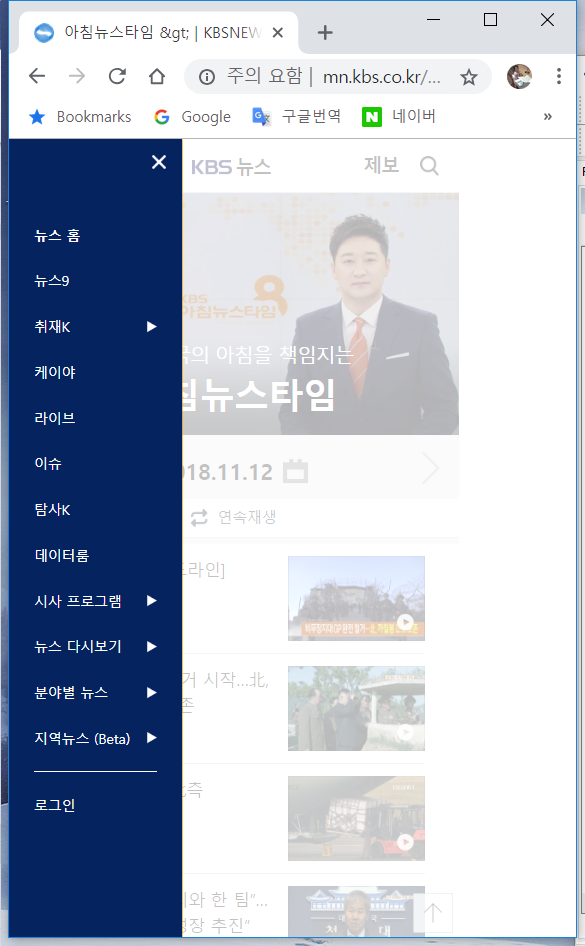 아침뉴스타임 &gt; | KBSNEW
주의 요함 | mn.kbs.co.kr/...
Bookmarks Google 구글번역 네이버 »
KBS 뉴스 제보
뉴스 홈
뉴스9
취재K
케이야
라이브
이슈
탐사K
데이터룸
시사 프로그램
뉴스 다시보기
분야별 뉴스
지역뉴스 (Beta)
로그인
KBS
아침뉴스타임 8
국의 아침을 책임지는
침뉴스타임
018.11.12
연속재생
드라인]
거 시작...北,
존
북측
와 한 팀”...
성장 추진”